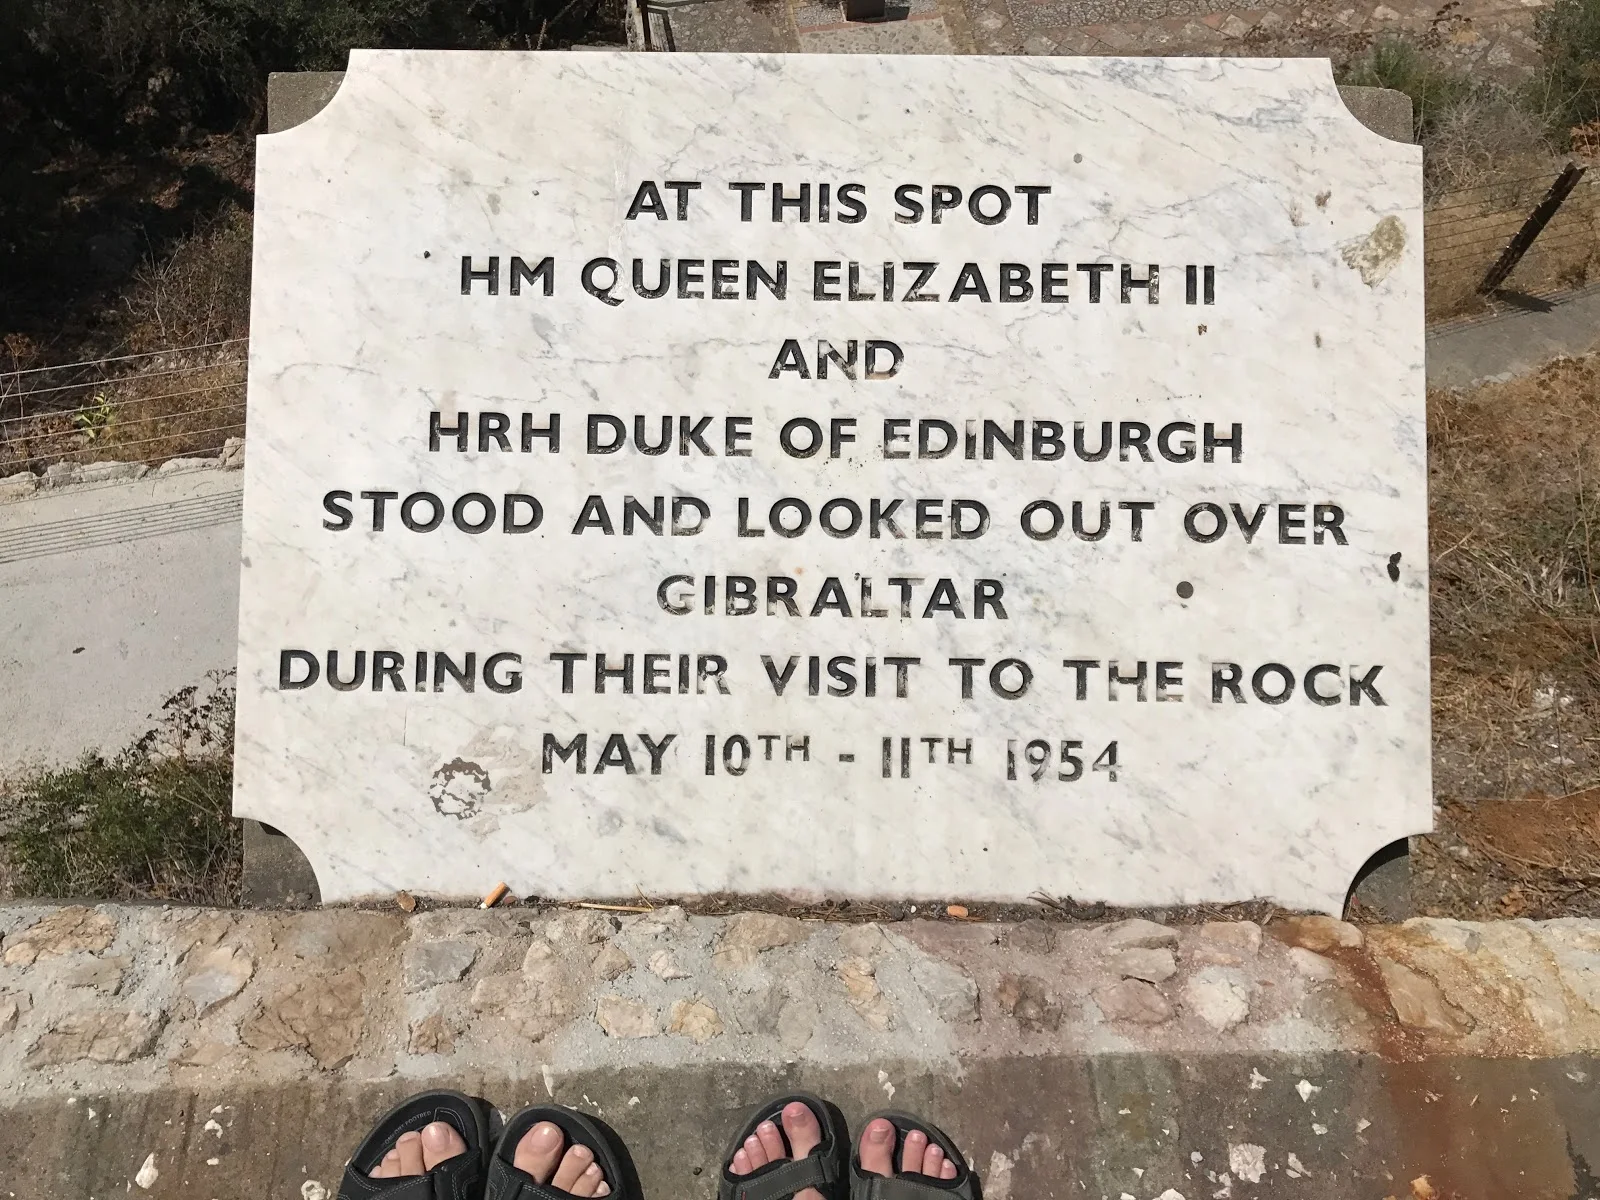 AT THIS SPOT
HM QUEEN ELIZABETH II
AND
HRH DUKE OF EDINBURGH
STOOD AND LOOKED OUT OVER
GIBRALTAR
DURING THEIR VISIT TO THE ROCK
MAY 10TH - 11TH 1954